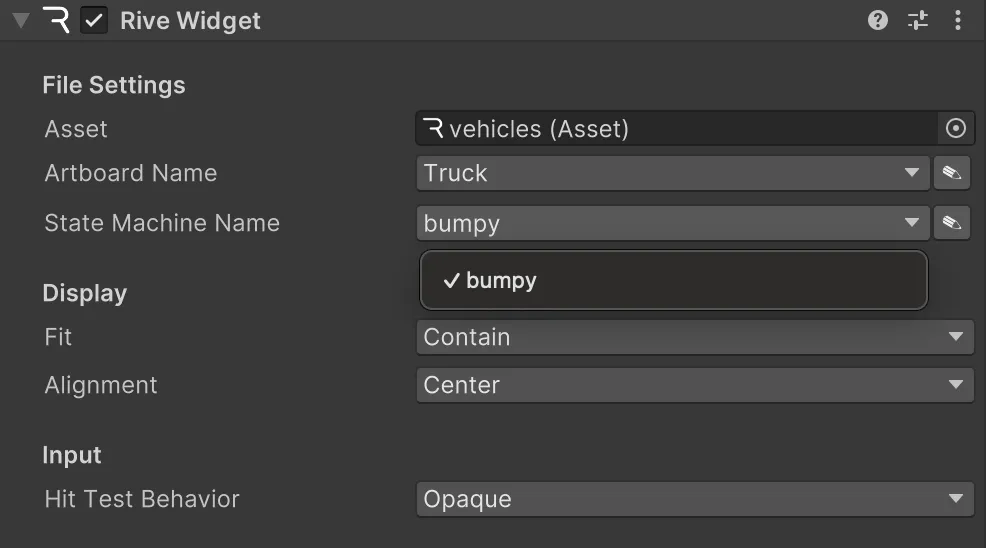 Rive Widget
File Settings
Asset vehicles (Asset)
Artboard Name Truck
State Machine Name bumpy
✓ bumpy
Display
Fit Contain
Alignment Center
Input
Hit Test Behavior Opaque